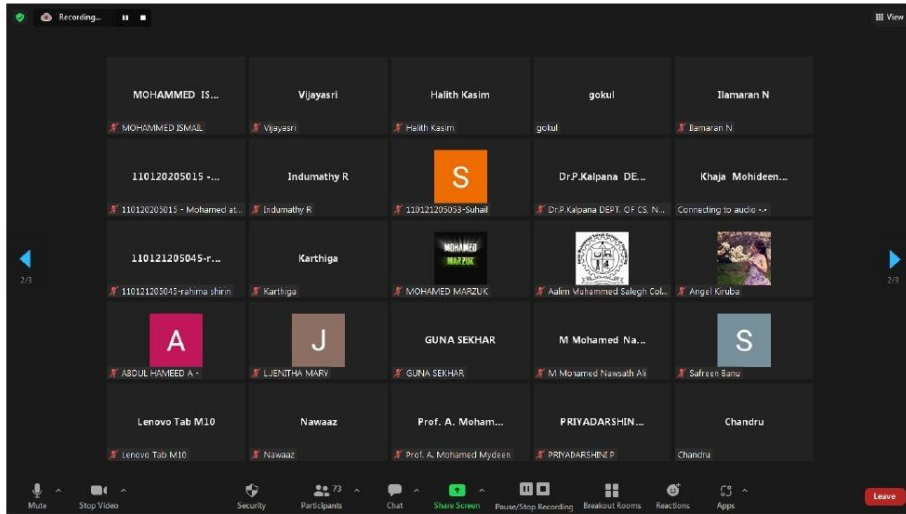 Recording...
View
MOHAMMED IS...
MOHAMMED ISMAIL
Vijayasri
Vijayasri
Halith Kasim
Halith Kasim
gokul
gokul
Ilamaran N
Ilamaran N
110120205015 -...
110120205015 - Mohamed at...
Indumathy R
Indumathy R
S
110121205053-Suhail
Dr.P.Kalpana DE...
Dr.P.Kalpana DEPT. OF CS, N...
Khaja Mohideen...
Connecting to audio •-•
110121205045-r...
110121205045-rahima shirin
Karthiga
Karthiga
MOHAMED
MARZUK
MOHAMED MARZUK
Aalim Muhammed Salegh Col...
Angel Kiruba
2/3
2/3
A
ABDUL HAMEED A -
J
L.JENITHA MARY
GUNA SEKHAR
GUNA SEKHAR
M Mohamed Na...
M Mohamed Nawsath Ali
S
Safreen Banu
Lenovo Tab M10
Lenovo Tab M10
Nawaaz
Nawaaz
Prof. A. Moham...
Prof. A. Mohamed Mydeen
PRIYADARSHIN...
PRIYADARSHINI P
Chandru
Chandru
Mute
Stop Video
Security
73
Participants
Chat
Share Screen
Pause/Stop Recording
Breakout Rooms
Reactions
Apps
Leave